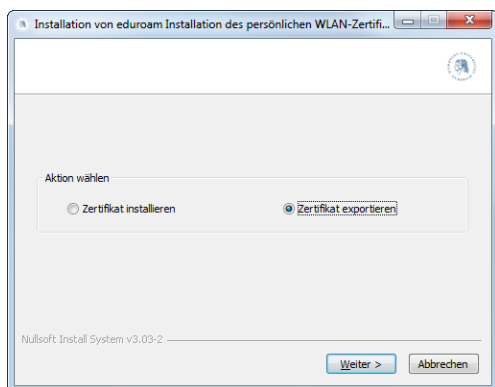 Installation von eduroam Installation des persönlichen WLAN-Zertifi...
Aktion wählen
Zertifikat installieren
Zertifikat exportieren
Nullsoft Install System v3.03-2
Weiter >
Abbrechen